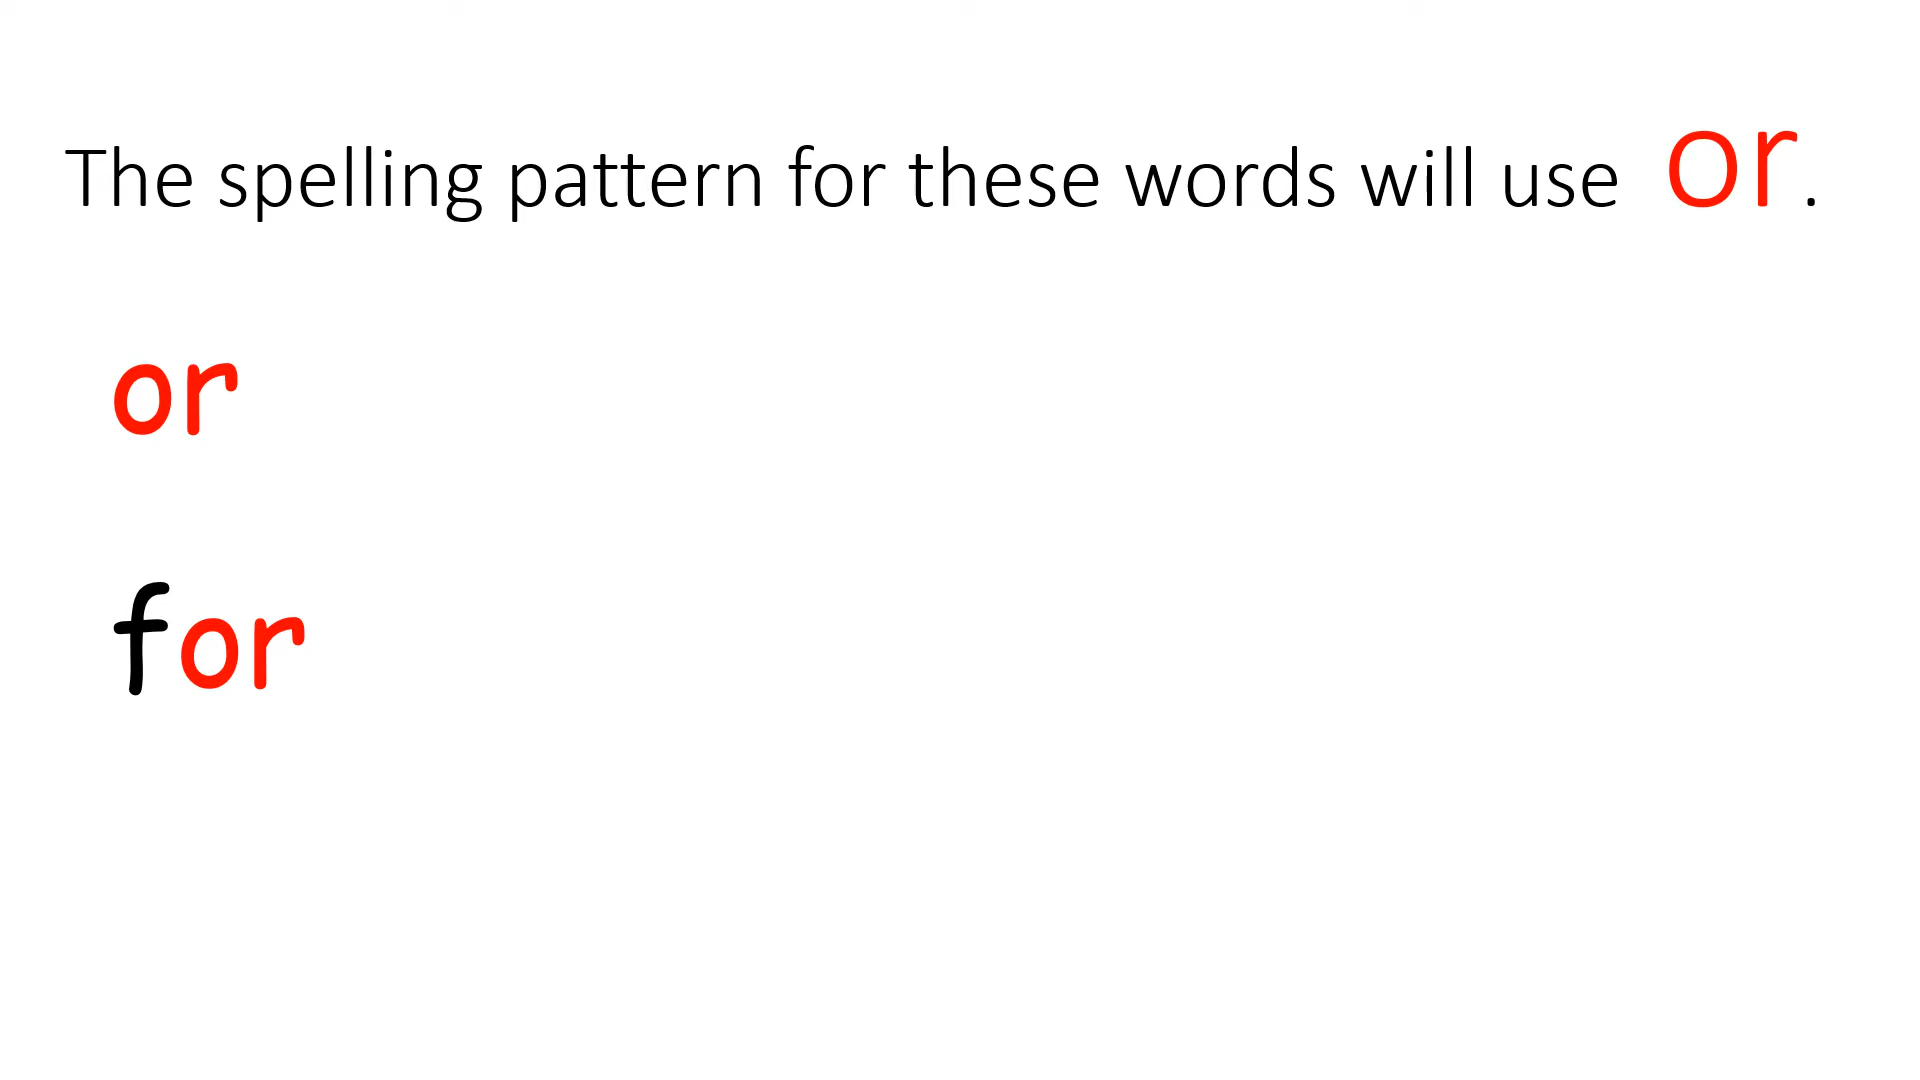 The spelling pattern for these words will use or.
or
for